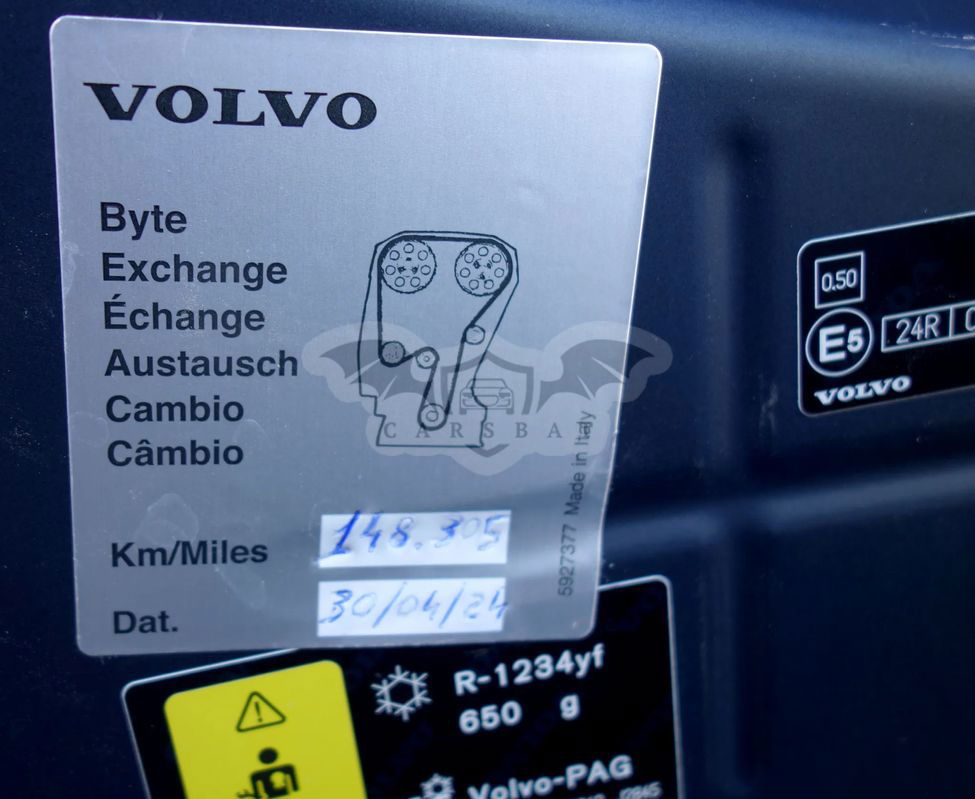 VOLVO
Byte
Exchange
Échange
Austausch
Cambio
Câmbio
CARSBA
Km/Miles 148.305
Dat. 30/04/24
5927377 Made in Italy
0.50
E5 24R
VOLVO
R-1234yf
650 g
Volvo-PAG